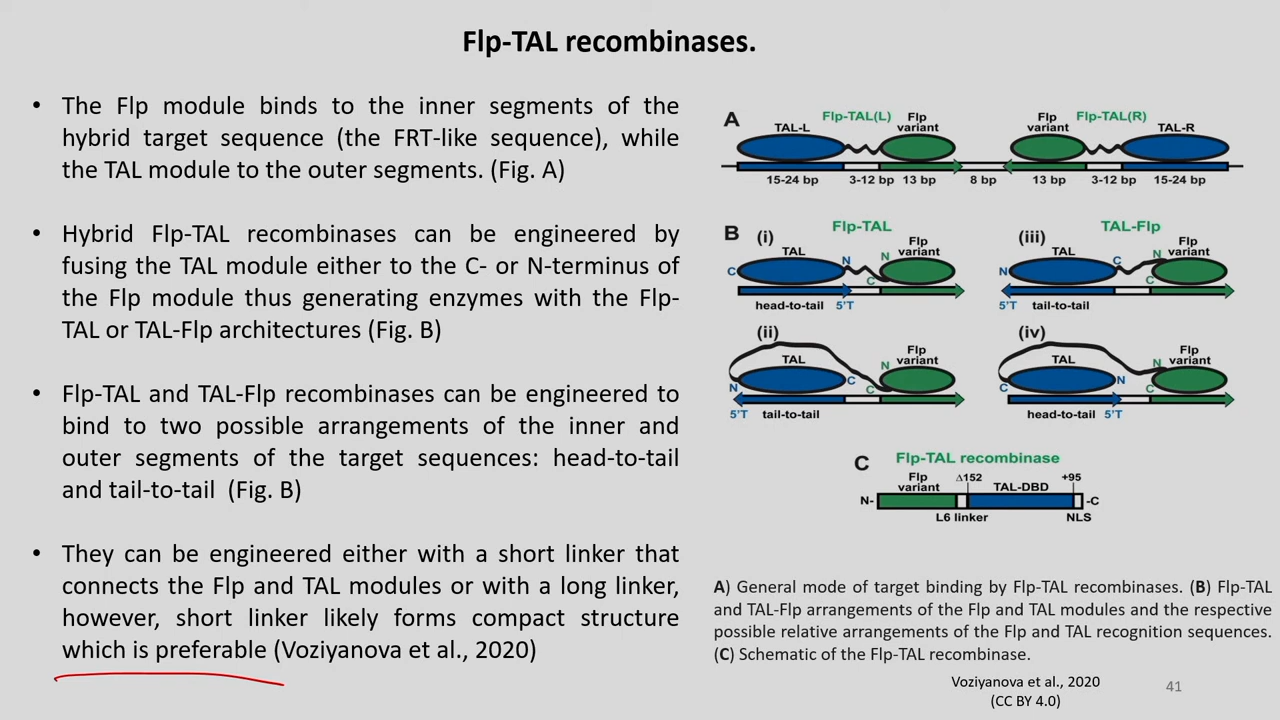 Flp-TAL recombinases.
• The Flp module binds to the inner segments of the
hybrid target sequence (the FRT-like sequence), while
the TAL module to the outer segments. (Fig. A)
• Hybrid Flp-TAL recombinases can be engineered by
fusing the TAL module either to the C- or N-terminus of
the Flp module thus generating enzymes with the Flp-
TAL or TAL-Flp architectures (Fig. B)
• Flp-TAL and TAL-Flp recombinases can be engineered to
bind to two possible arrangements of the inner and
outer segments of the target sequences: head-to-tail
and tail-to-tail (Fig. B)
• They can be engineered either with a short linker that
connects the Flp and TAL modules or with a long linker,
however, short linker likely forms compact structure
which is preferable (Voziyanova et al., 2020)
A
Flp-TAL(L) Flp Flp Flp-TAL(R)
TAL-L variant variant TAL-R
15-24 bp 3-12 bp 13 bp 8 bp 13 bp 3-12 bp 15-24 bp
B
Flp-TAL
(i)
TAL
Flp
variant
C N C N
head-to-tail 5'T
TAL-Flp
(iii)
TAL
Flp
variant
N C C N
5'T tail-to-tail
(ii)
TAL
Flp
variant
N C C N
5'T tail-to-tail
(iv)
TAL
Flp
variant
C N C N
head-to-tail 5'T
C Flp-TAL recombinase
Flp
variant
Δ152 TAL-DBD +95
N- -C
L6 linker NLS
A) General mode of target binding by Flp-TAL recombinases. (B) Flp-TAL
and TAL-Flp arrangements of the Flp and TAL modules and the respective
possible relative arrangements of the Flp and TAL recognition sequences.
(C) Schematic of the Flp-TAL recombinase.
Voziyanova et al., 2020
(CC BY 4.0)
41